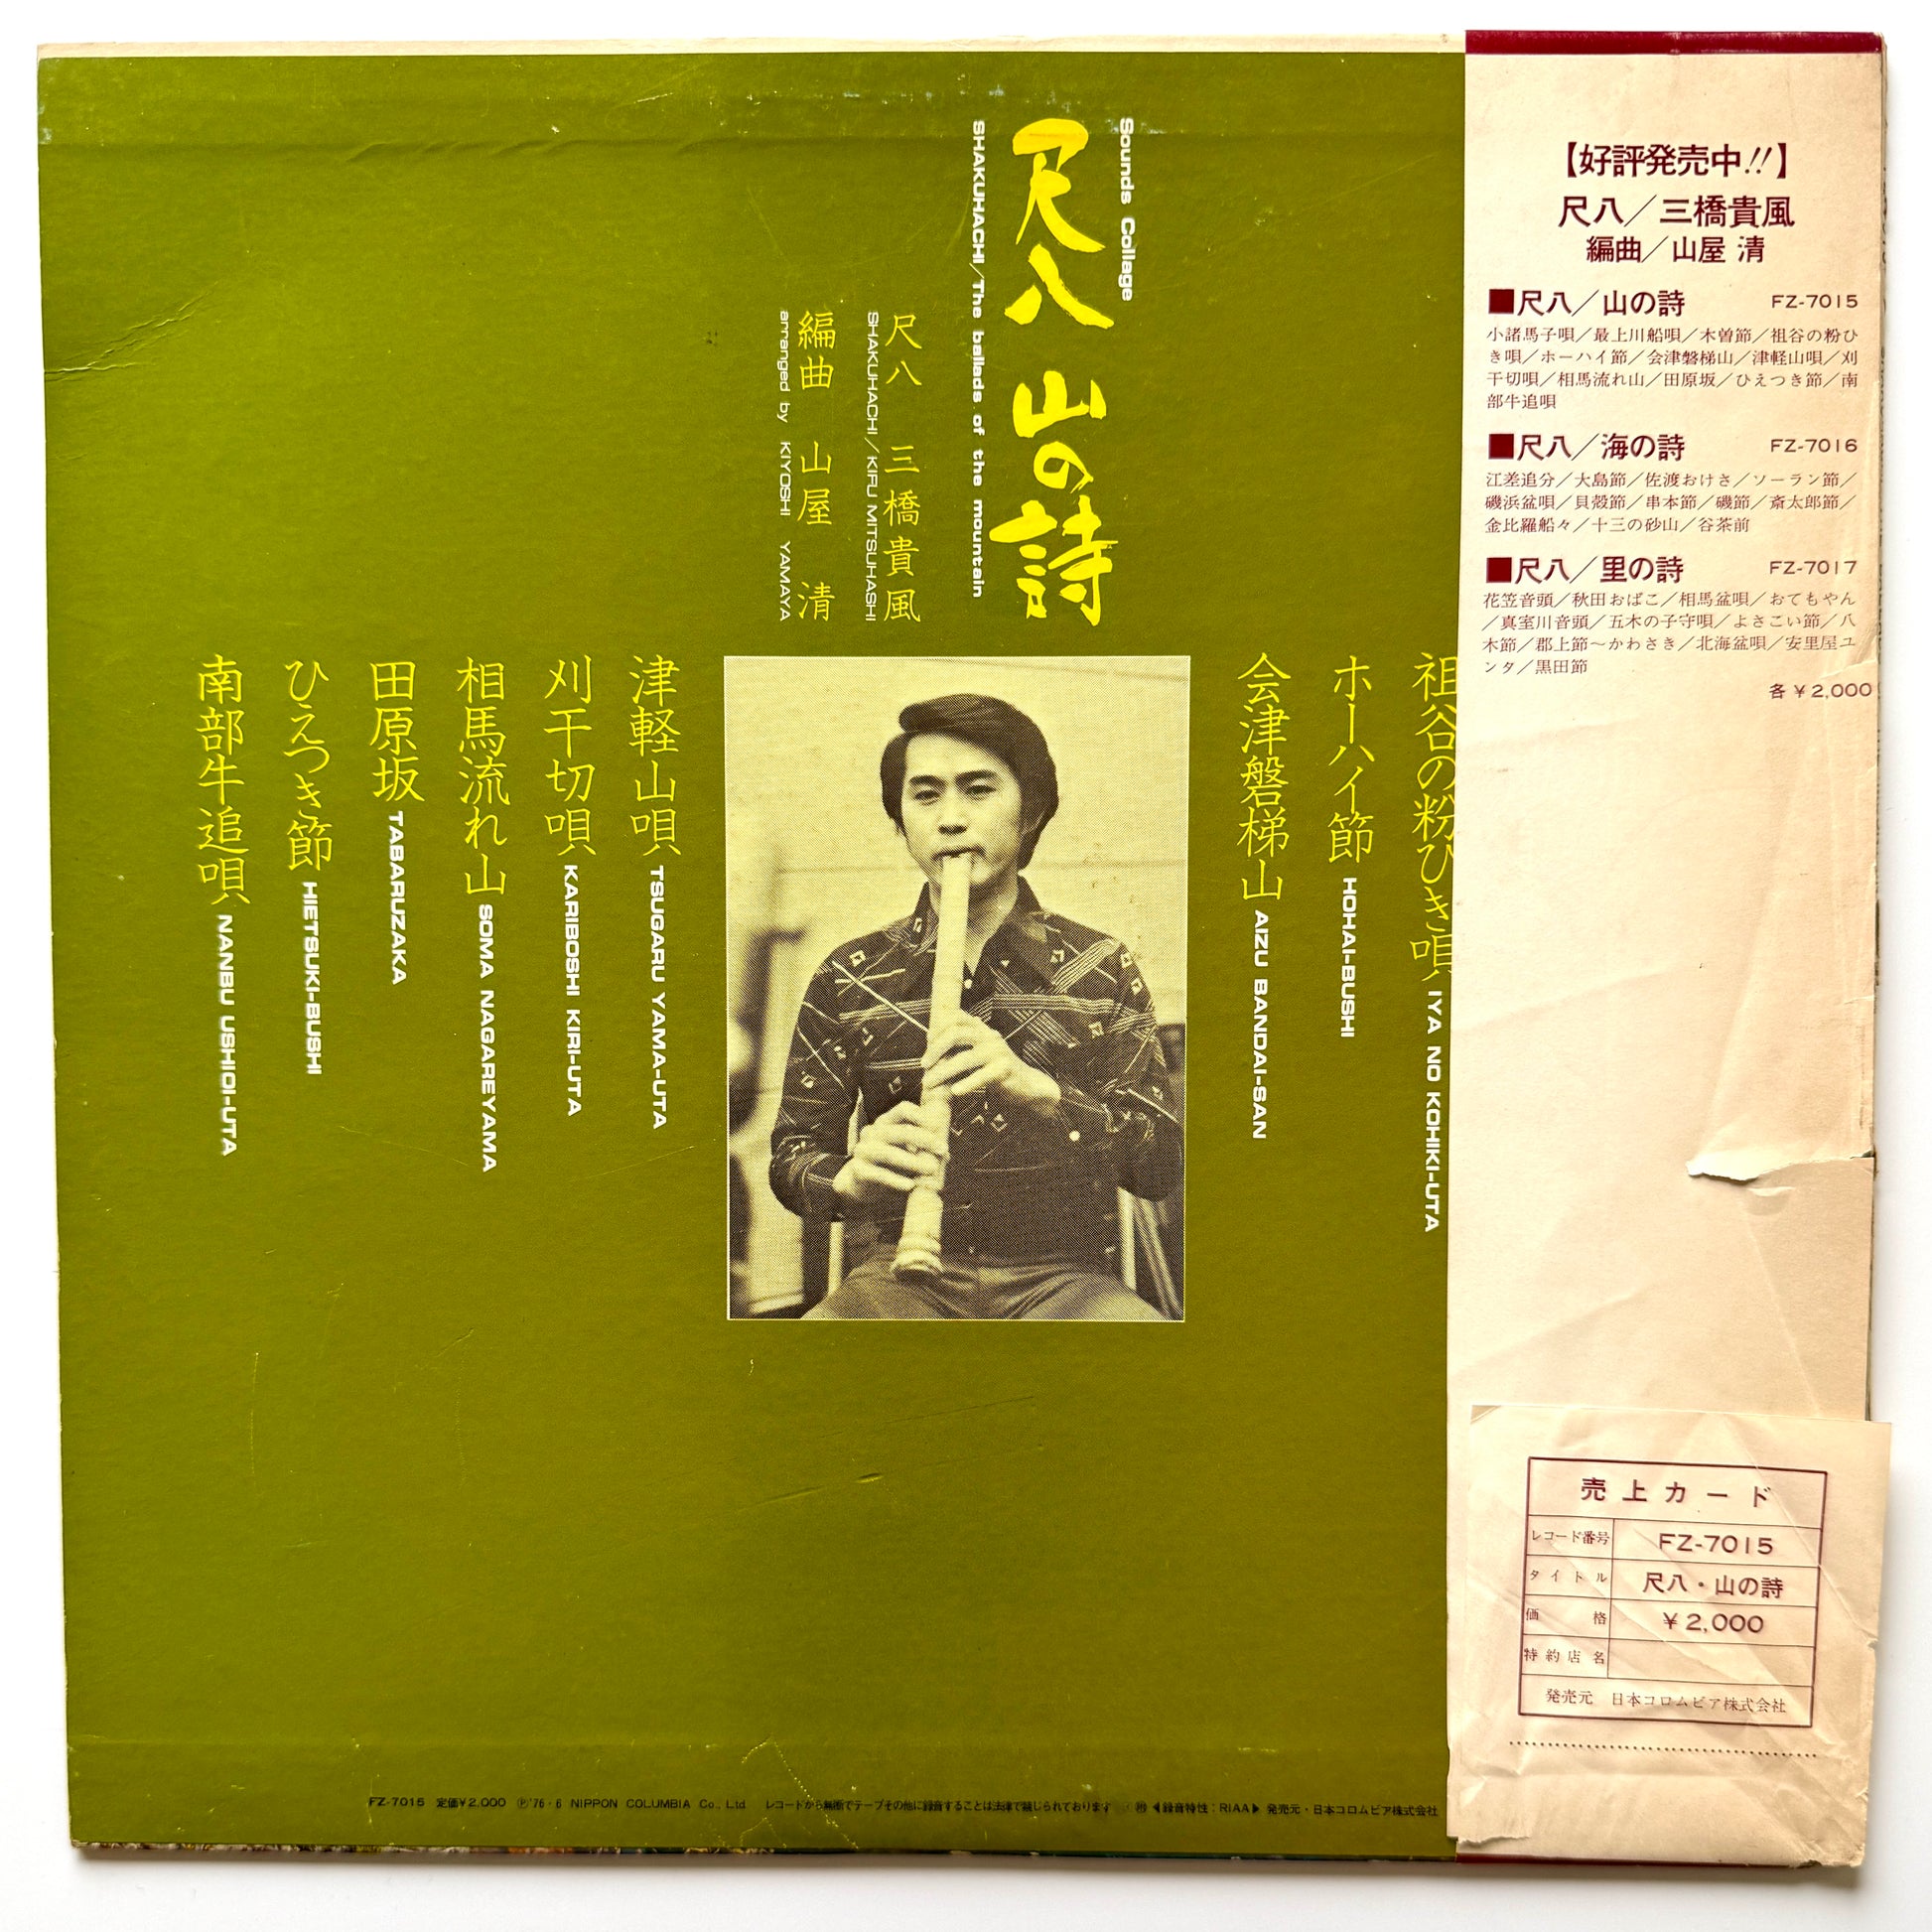 Sounds Collage
尺八 山の詩
SHAKUHACHI/The ballads of the mountain
尺八 三橋貴風
SHAKUHACHI/KIFU MITSUHASHI
編曲 山屋 清
arranged by KIYOSHI YAMAYA
祖谷の粉ひき唄 IYA NO KOHIKI-UTA
ホーハイ節 HOHAI-BUSHI
会津磐梯山 AIZU BANDAI-SAN
津軽山唄 TSUGARU YAMA-UTA
刈干切唄 KARIBOSHI KIRI-UTA
相馬流れ山 SOMA NAGAREYAMA
田原坂 TABARUZAKA
ひえつき節 HIETSUKI-BUSHI
南部牛追唄 NANBU USHIOI-UTA
FZ-7015 定価¥2,000 Ⓟ'76·6 NIPPON COLUMBIA Co., Ltd レコードから無断でテープその他に録音することは法律で禁じられております ◀録音特性:RIAA▶ 発売元・日本コロムビア株式会社
【好評発売中!!】
尺八/三橋貴風
編曲/山屋 清
■尺八/山の詩 FZ-7015
小諸馬子唄/最上川船唄/木曽節/祖谷の粉ひ
き唄/ホーハイ節/会津磐梯山/津軽山唄/刈
干切唄/相馬流れ山/田原坂/ひえつき節/南
部牛追唄
■尺八/海の詩 FZ-7016
江差追分/大島節/佐渡おけさ/ソーラン節/
磯浜盆唄/貝殻節/串本節/磯節/斎太郎節/
金比羅船々/十三の砂山/谷茶前
■尺八/里の詩 FZ-7017
花笠音頭/秋田おばこ/相馬盆唄/おてもやん
/真室川音頭/五木の子守唄/よさこい節/八
木節/郡上節〜かわさき/北海盆唄/安里屋ユ
ンタ/黒田節
各¥2,000
売上カード
レコード番号 FZ-7015
タイトル 尺八・山の詩
価格 ¥2,000
特約店名
発売元 日本コロムビア株式会社